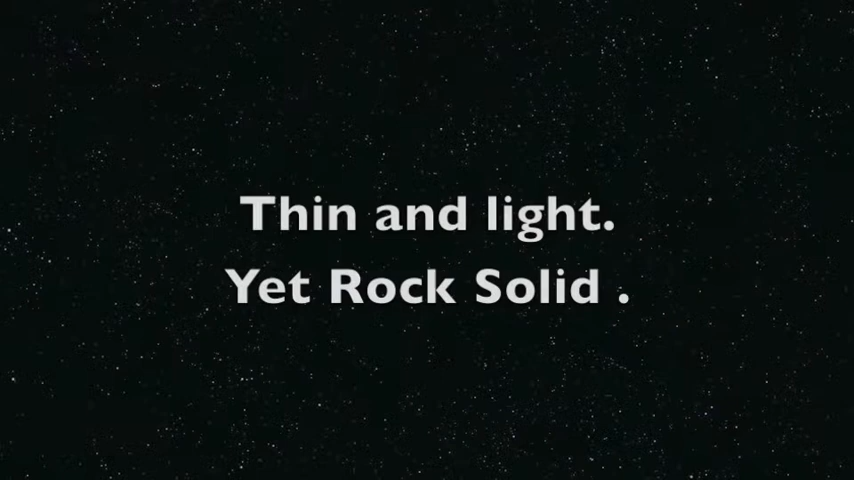 Thin and light.
Yet Rock Solid .